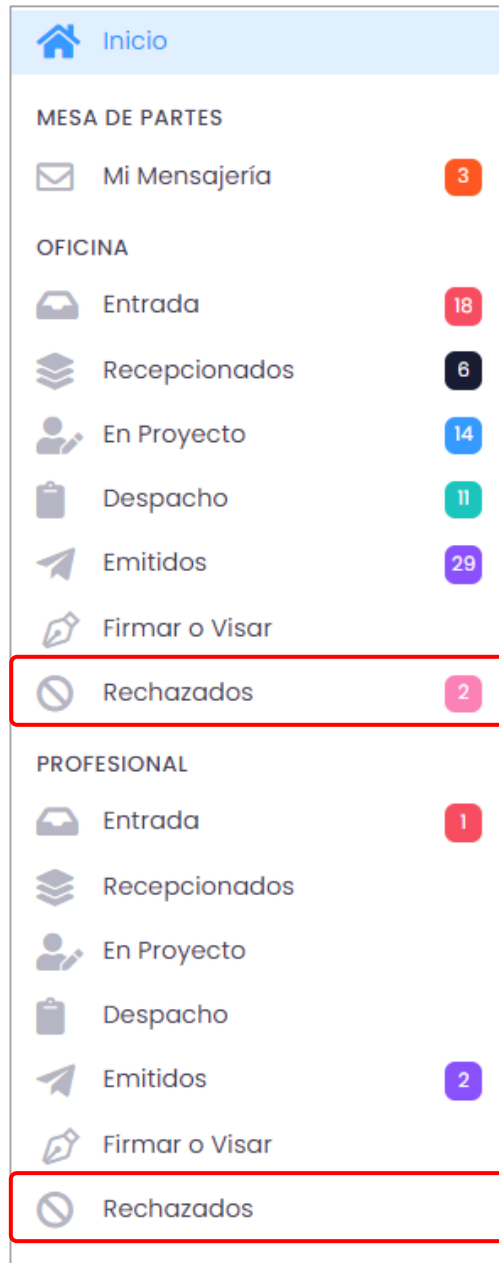 Inicio
MESA DE PARTES
Mi Mensajería 3
OFICINA
Entrada 18
Recepcionados 6
En Proyecto 14
Despacho 11
Emitidos 29
Firmar o Visar
Rechazados 2
PROFESIONAL
Entrada 1
Recepcionados
En Proyecto
Despacho
Emitidos 2
Firmar o Visar
Rechazados